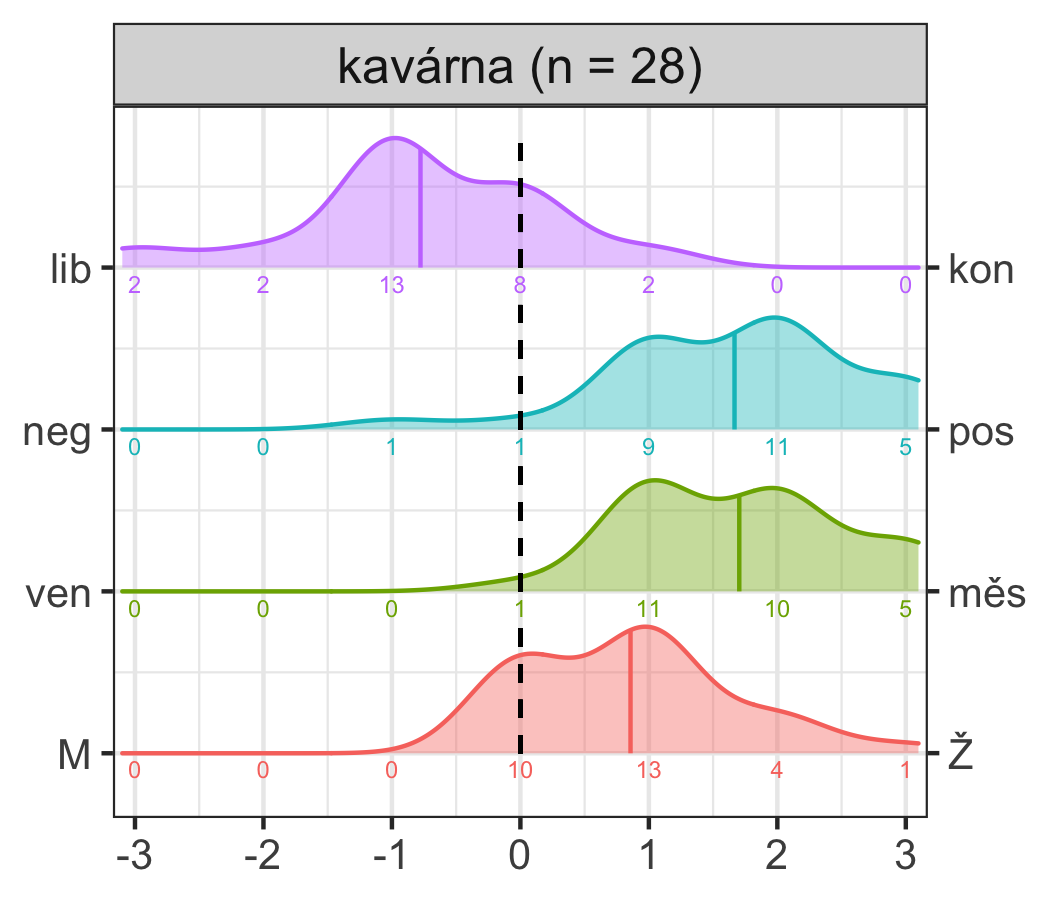 kavárna (n = 28)
lib kon
2 2 13 8 2 0 0
neg pos
0 0 1 1 9 11 5
ven měs
0 0 0 1 11 10 5
M Ž
0 0 0 10 13 4 1
-3 -2 -1 0 1 2 3